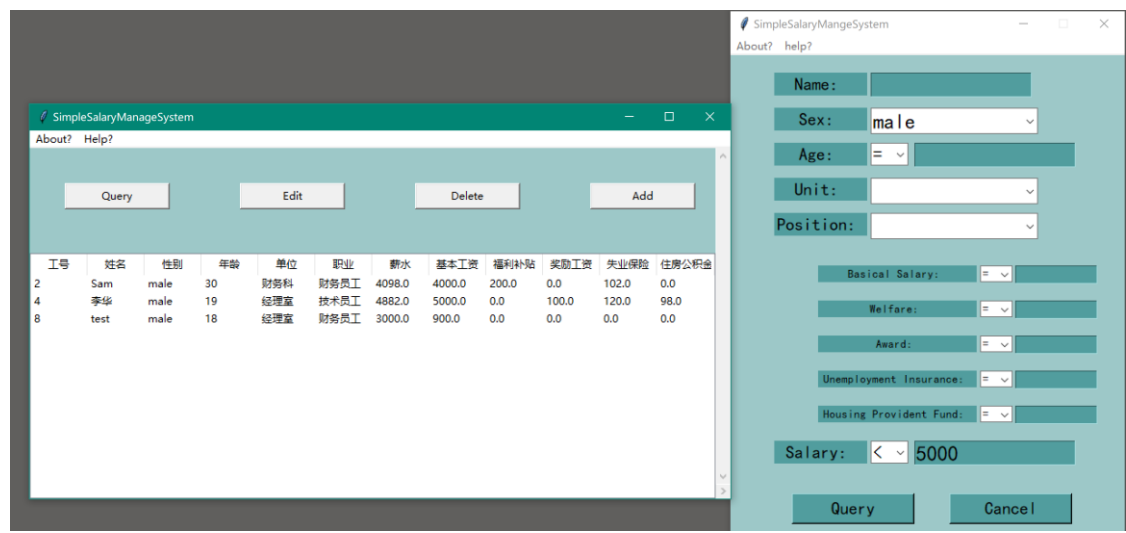 SimpleSalaryManageSystem
About? Help?
Query Edit Delete Add
工号 姓名 性别 年龄 单位 职业 薪水 基本工资 福利补贴 奖励工资 失业保险 住房公积金
2 Sam male 30 财务科 财务员工 4098.0 4000.0 200.0 0.0 102.0 0.0
4 李华 male 19 经理室 技术员工 4882.0 5000.0 0.0 100.0 120.0 98.0
8 test male 18 经理室 财务员工 3000.0 900.0 0.0 0.0 0.0 0.0
SimpleSalaryMangeSystem
About? help?
Name:
Sex: male
Age: =
Unit:
Position:
Basical Salary: =
Welfare: =
Award: =
Unemployment Insurance: =
Housing Provident Fund: =
Salary: < 5000
Query Cancel